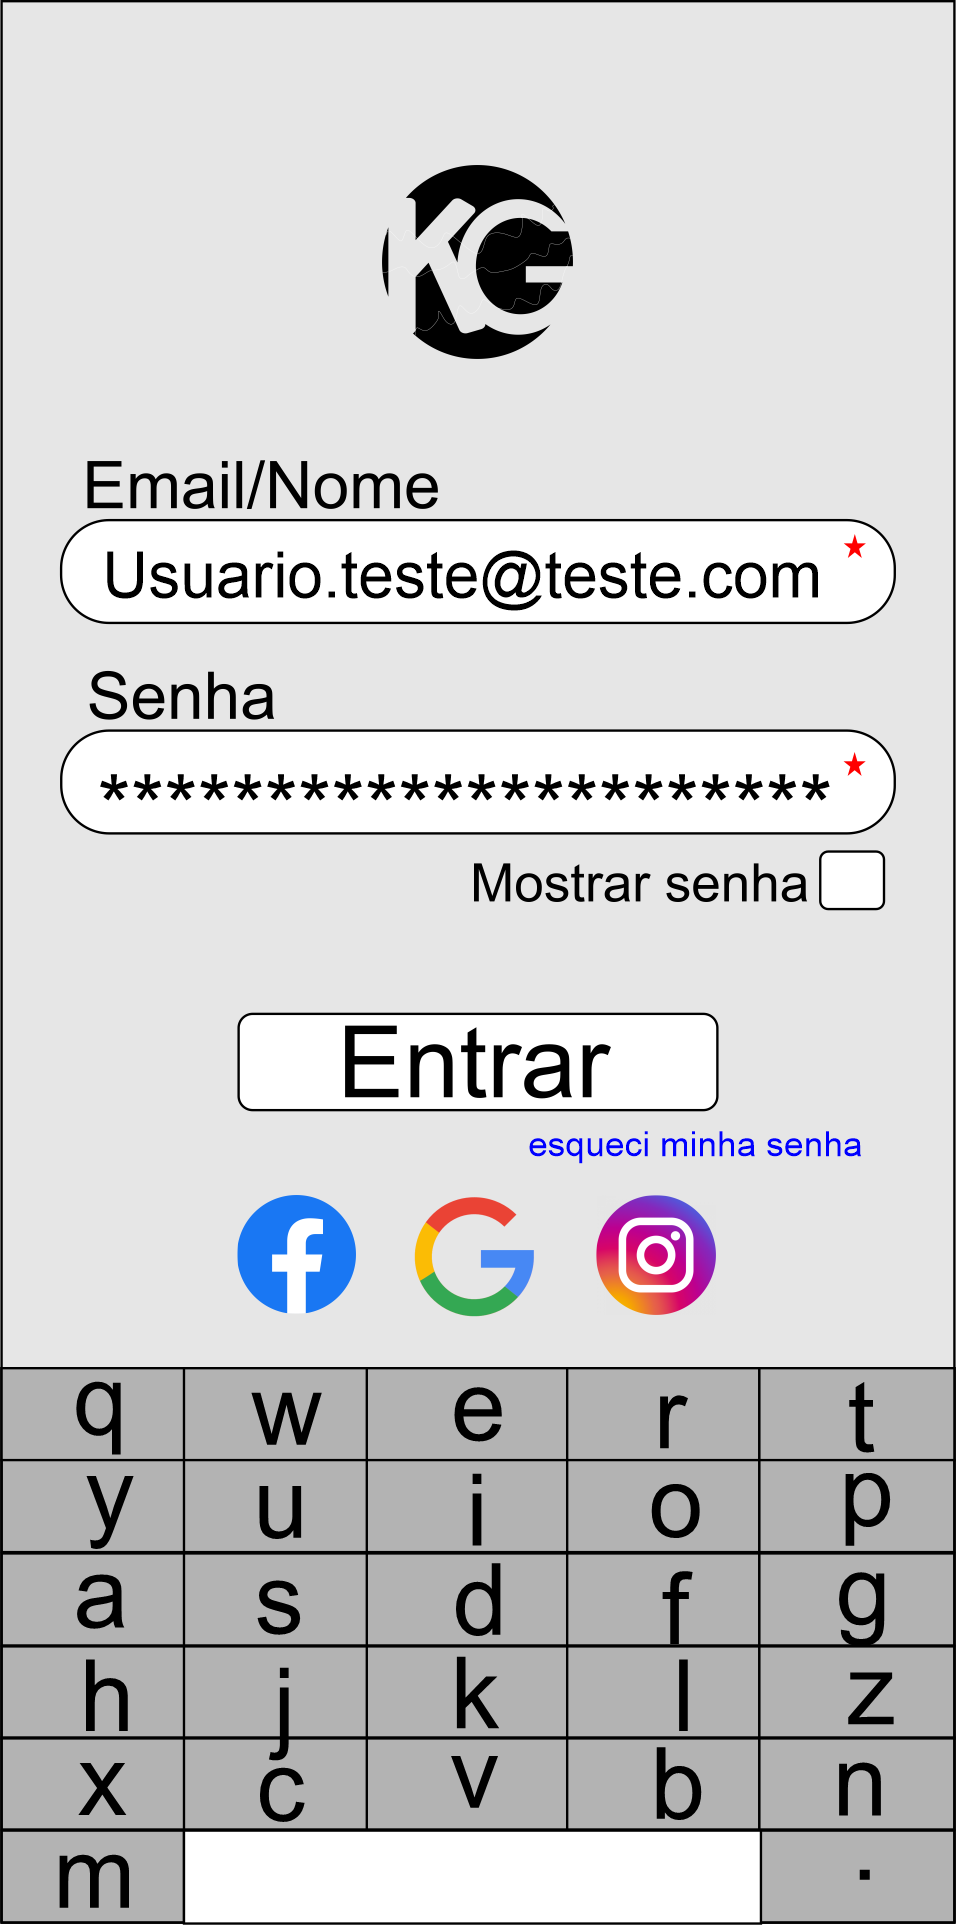 KG
Email/Nome
Usuario.teste@teste.com
Senha
**********************
Mostrar senha
Entrar
esqueci minha senha
q w e r t
y u i o p
a s d f g
h j k l z
x c v b n
m .